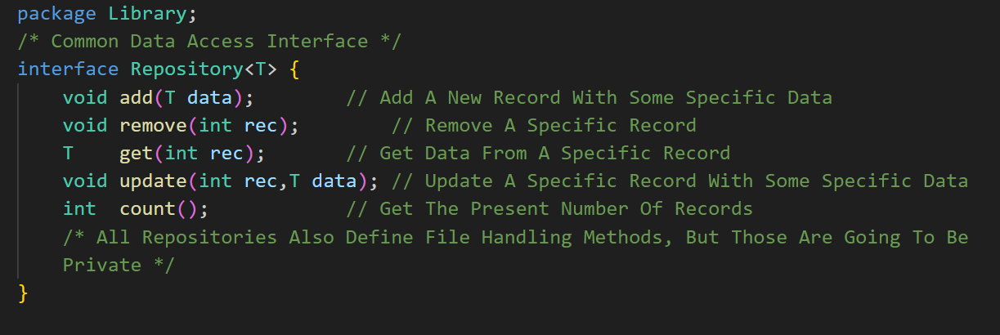 package Library;
/* Common Data Access Interface */
interface Repository<T> {
    void add(T data);        // Add A New Record With Some Specific Data
    void remove(int rec);        // Remove A Specific Record
    T    get(int rec);       // Get Data From A Specific Record
    void update(int rec,T data); // Update A Specific Record With Some Specific Data
    int  count();            // Get The Present Number Of Records
    /* All Repositories Also Define File Handling Methods, But Those Are Going To Be
    Private */
}